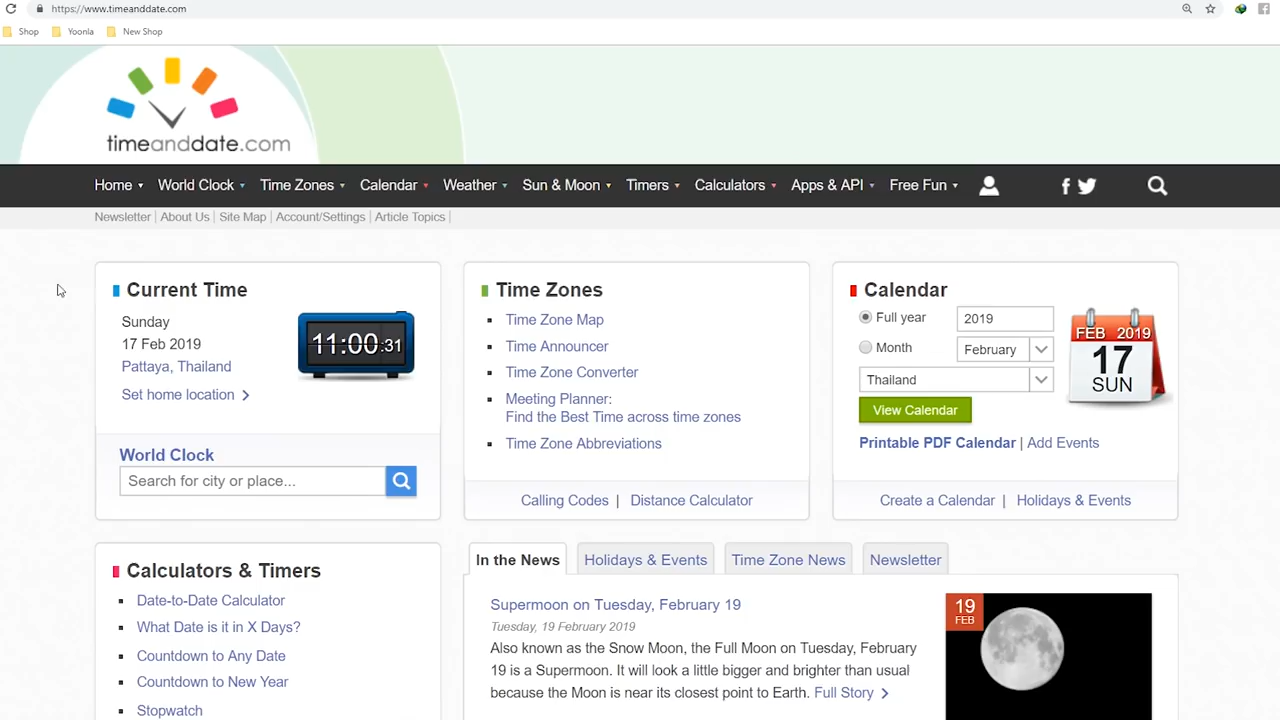 https://www.timeanddate.com
Shop
Yoonla
New Shop
timeanddate.com
Home
World Clock
Time Zones
Calendar
Weather
Sun & Moon
Timers
Calculators
Apps & API
Free Fun
Newsletter | About Us | Site Map | Account/Settings | Article Topics |
Current Time
Sunday
17 Feb 2019
Pattaya, Thailand
Set home location
11:00:31
World Clock
Search for city or place...
Time Zones
Time Zone Map
Time Announcer
Time Zone Converter
Meeting Planner:
Find the Best Time across time zones
Time Zone Abbreviations
Calling Codes | Distance Calculator
Calendar
Full year
2019
Month
February
Thailand
View Calendar
FEB 2019
17
SUN
Printable PDF Calendar | Add Events
Create a Calendar | Holidays & Events
Calculators & Timers
Date-to-Date Calculator
What Date is it in X Days?
Countdown to Any Date
Countdown to New Year
Stopwatch
In the News
Holidays & Events
Time Zone News
Newsletter
Supermoon on Tuesday, February 19
Tuesday, 19 February 2019
Also known as the Snow Moon, the Full Moon on Tuesday, February
19 is a Supermoon. It will look a little bigger and brighter than usual
because the Moon is near its closest point to Earth. Full Story
19
FEB